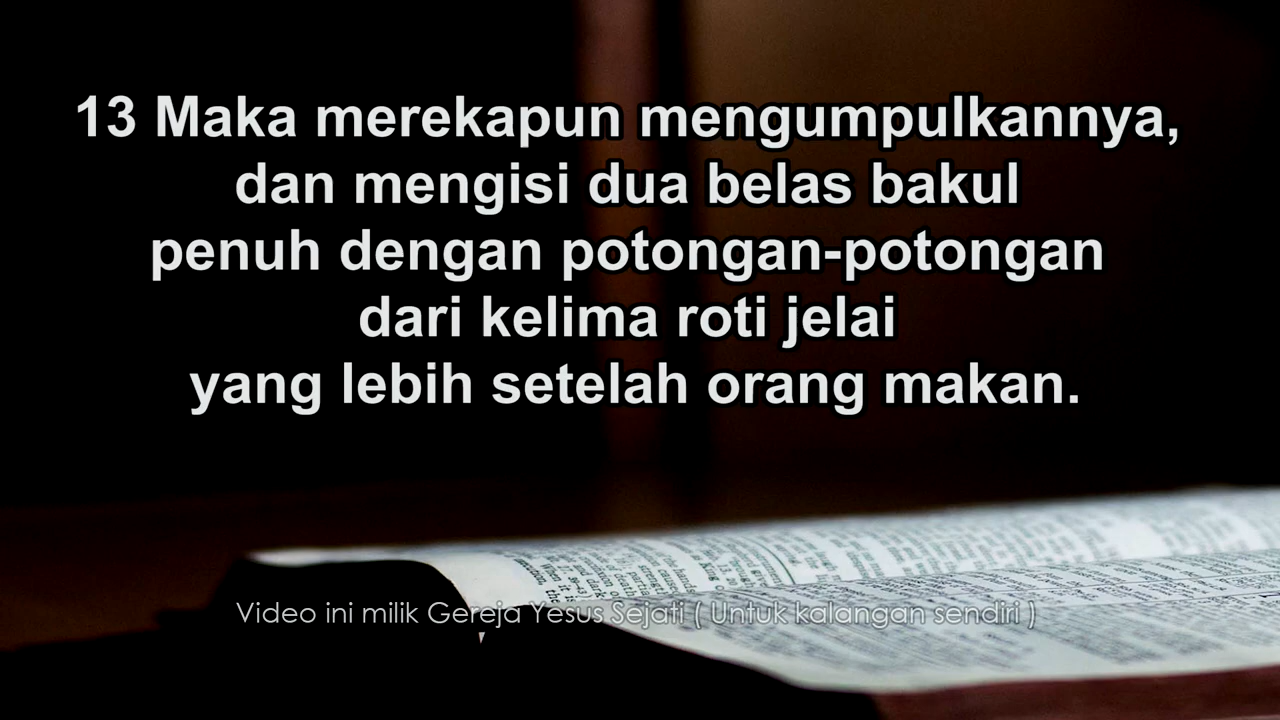 13 Maka merekapun mengumpulkannya,
dan mengisi dua belas bakul
penuh dengan potongan-potongan
dari kelima roti jelai
yang lebih setelah orang makan.
Video ini milik Gereja Yesus Sejati ( Untuk kalangan sendiri )